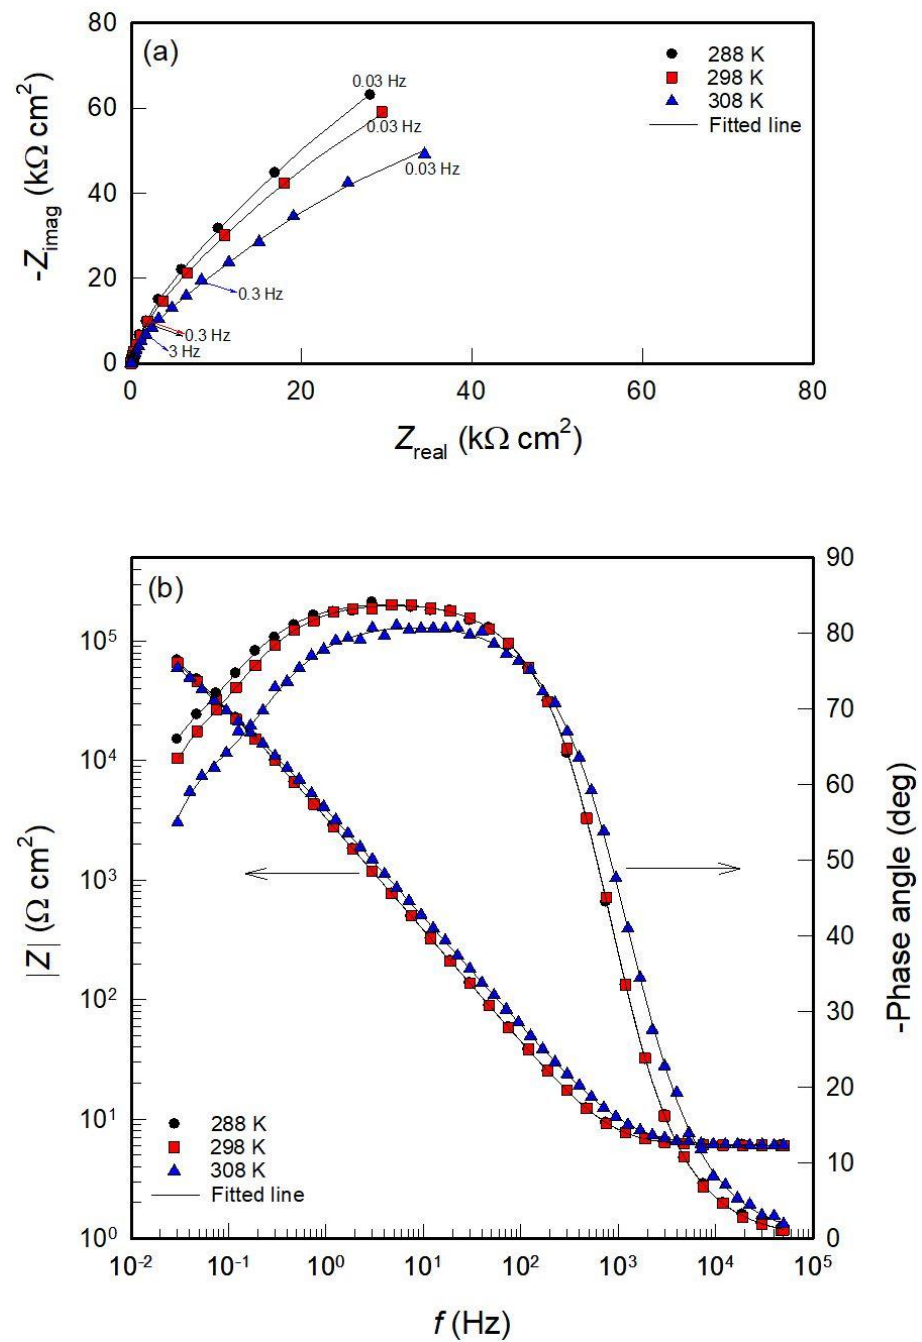 (a)
288 K
298 K
308 K
Fitted line
0.03 Hz
0.03 Hz
0.03 Hz
0.3 Hz
0.3 Hz
3 Hz
80
60
40
20
0
-Z_imag (kΩ cm²)
0 20 40 60 80
Z_real (kΩ cm²)
(b)
10⁵
10⁴
10³
10²
10¹
10⁰
|Z| (Ω cm²)
90
80
70
60
50
40
30
20
10
0
-Phase angle (deg)
288 K
298 K
308 K
Fitted line
10⁻² 10⁻¹ 10⁰ 10¹ 10² 10³ 10⁴ 10⁵
f (Hz)